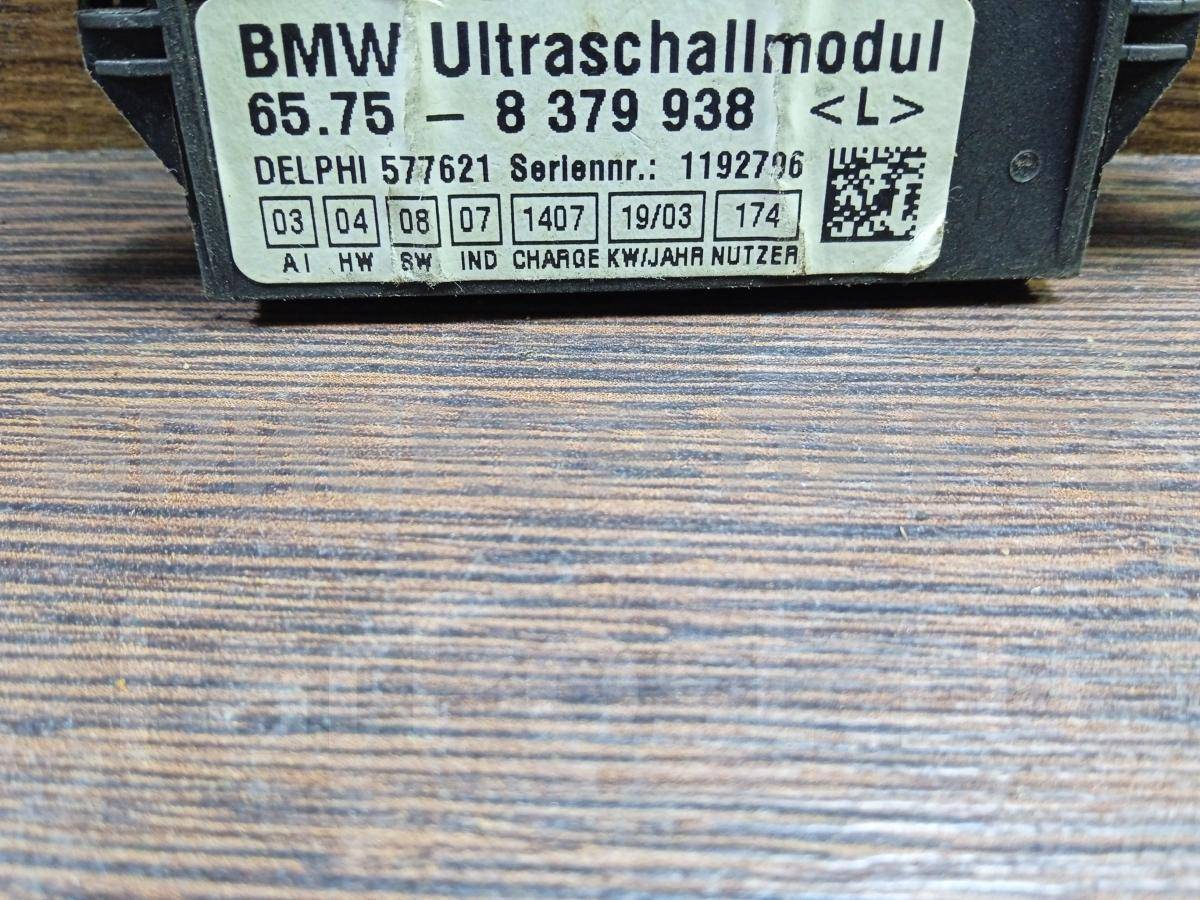 BMW Ultraschallmodul
65.75 – 8 379 938 <L>
DELPHI 577621 Seriennr.: 1192706
03 04 08 07 1407 19/03 174
AI HW SW IND CHARGE KW/JAHR NUTZER